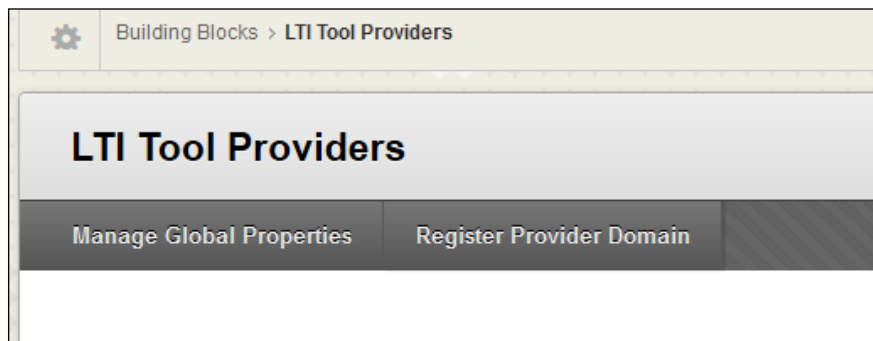 Building Blocks > LTI Tool Providers
LTI Tool Providers
Manage Global Properties Register Provider Domain